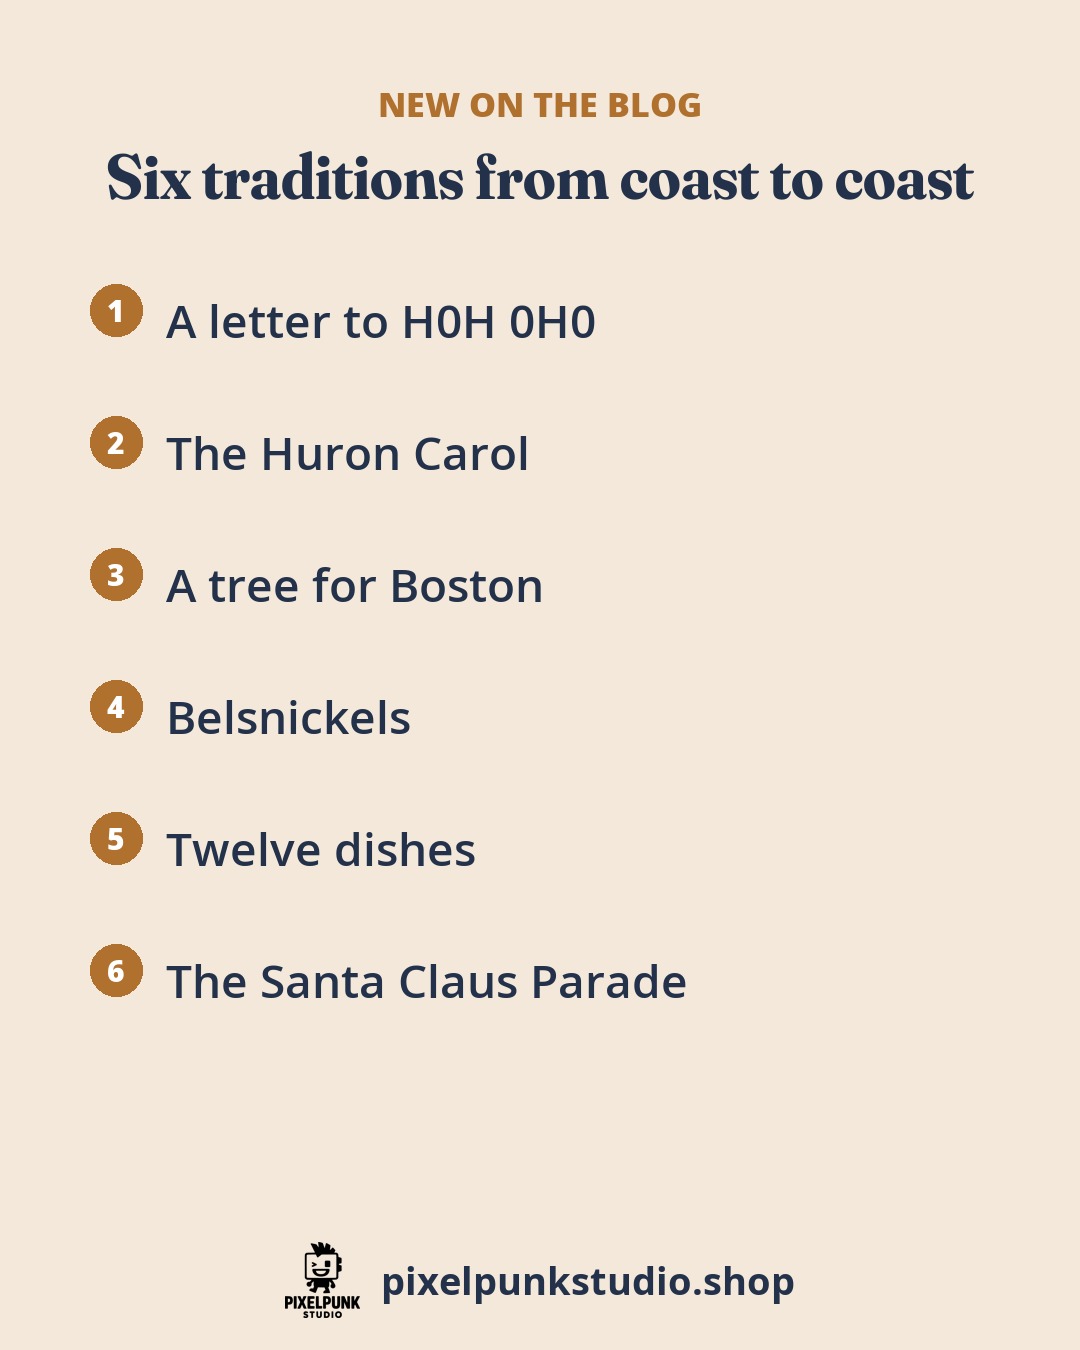 NEW ON THE BLOG
Six traditions from coast to coast
1 A letter to H0H 0H0
2 The Huron Carol
3 A tree for Boston
4 Belsnickels
5 Twelve dishes
6 The Santa Claus Parade
PIXELPUNK
STUDIO
pixelpunkstudio.shop